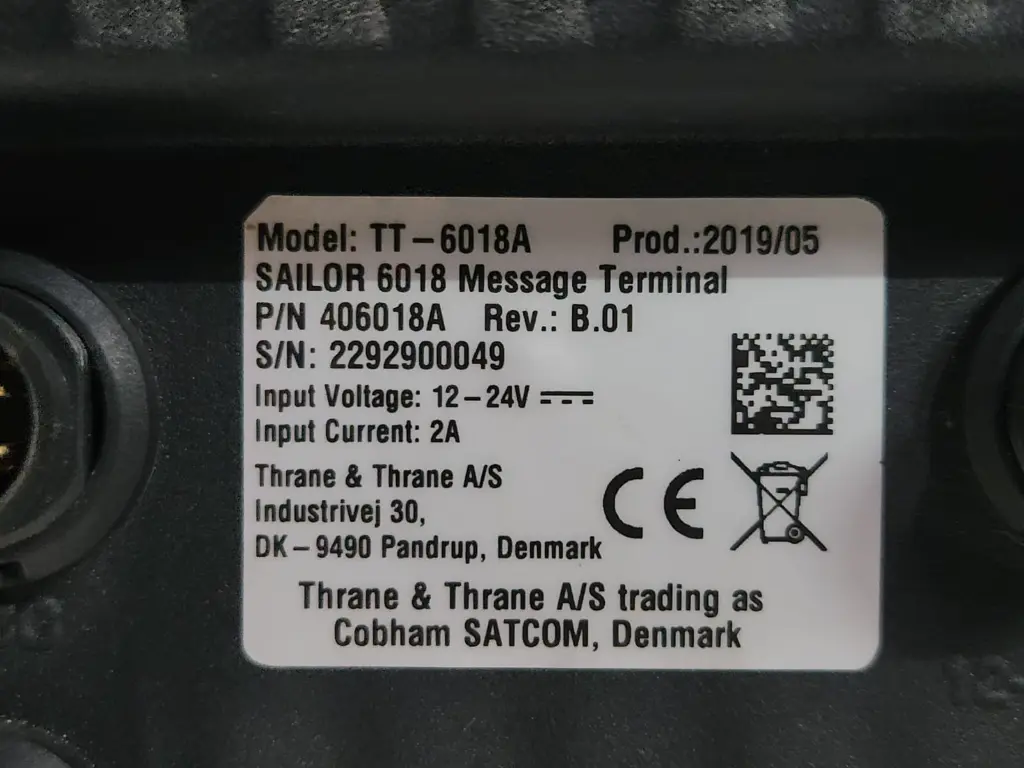 Model: TT-6018A Prod.:2019/05
SAILOR 6018 Message Terminal
P/N 406018A Rev.: B.01
S/N: 2292900049
Input Voltage: 12-24V
Input Current: 2A
Thrane & Thrane A/S
Industrivej 30,
DK-9490 Pandrup, Denmark
CE
Thrane & Thrane A/S trading as
Cobham SATCOM, Denmark